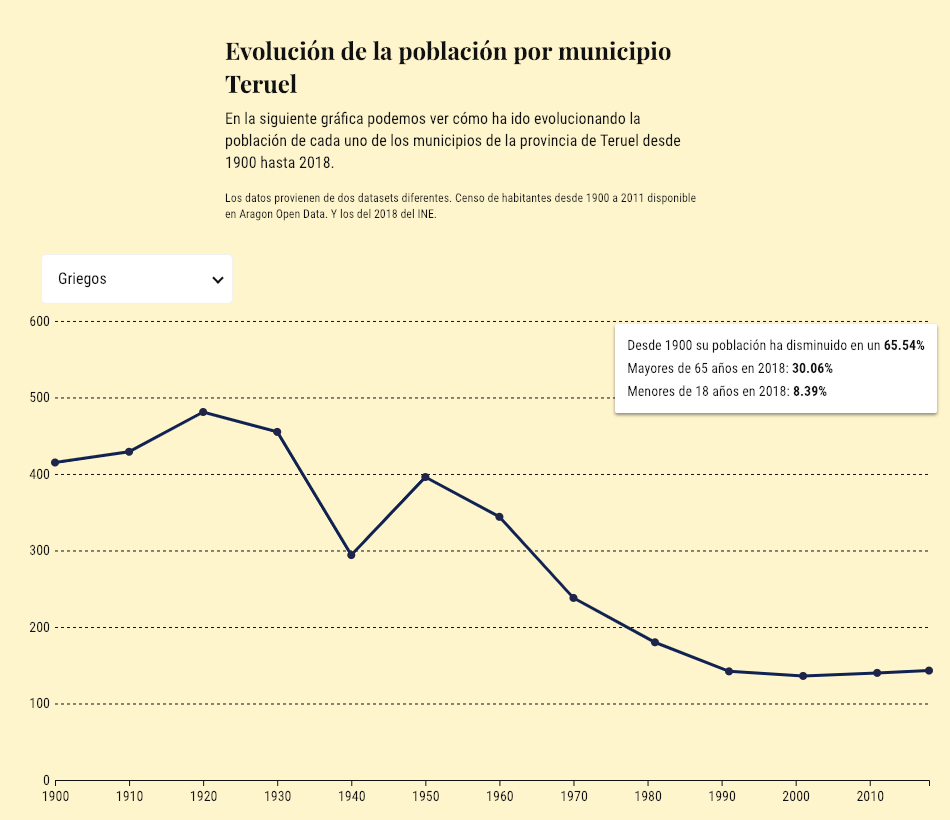 Evolución de la población por municipio
Teruel
En la siguiente gráfica podemos ver cómo ha ido evolucionando la
población de cada uno de los municipios de la provincia de Teruel desde
1900 hasta 2018.
Los datos provienen de dos datasets diferentes. Censo de habitantes desde 1900 a 2011 disponible
en Aragon Open Data. Y los del 2018 del INE.
Griegos
600
Desde 1900 su población ha disminuido en un 65.54%
Mayores de 65 años en 2018: 30.06%
Menores de 18 años en 2018: 8.39%
500
400
300
200
100
0
1900 1910 1920 1930 1940 1950 1960 1970 1980 1990 2000 2010